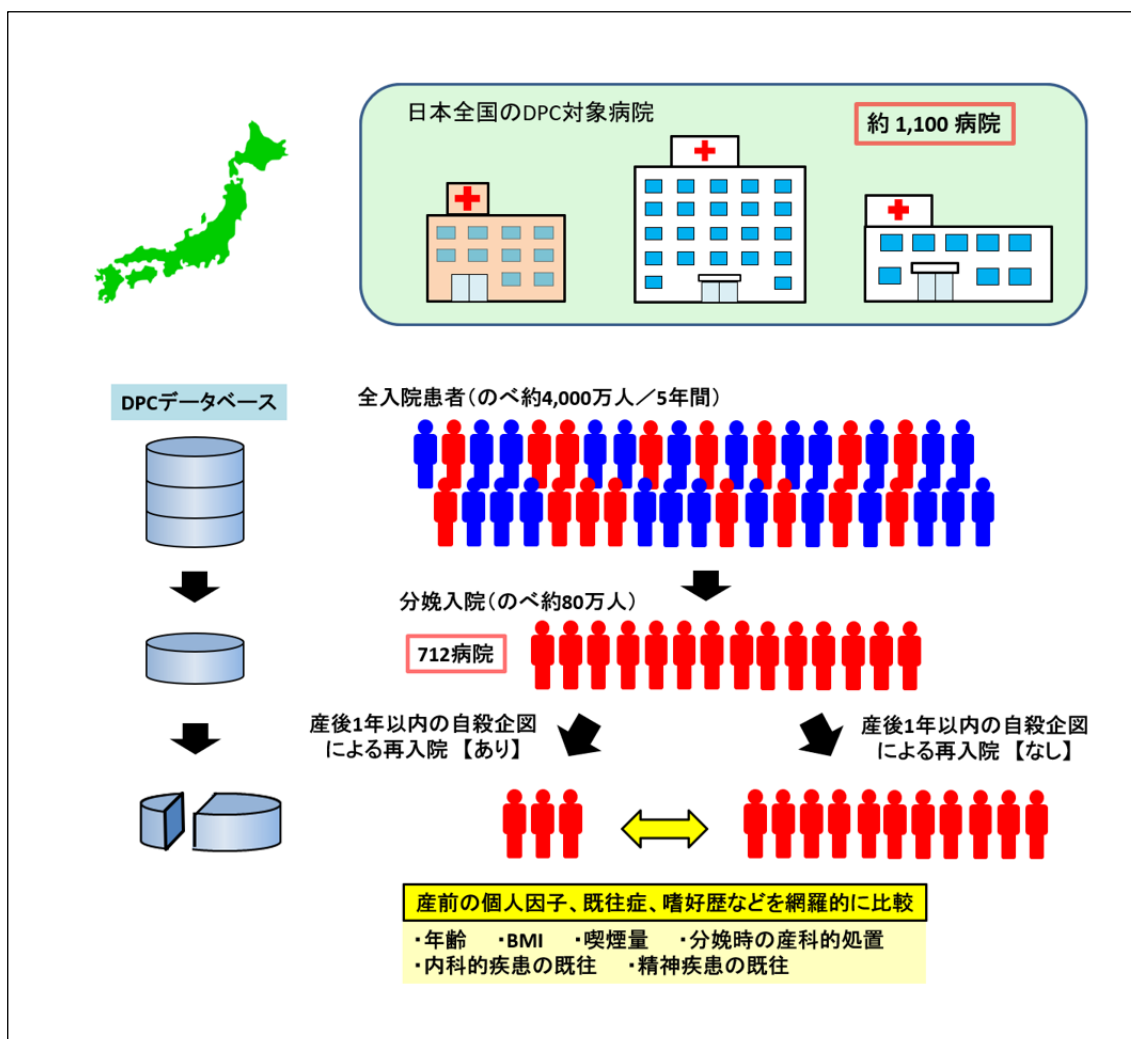 日本全国のDPC対象病院
約 1,100 病院
DPCデータベース
全入院患者(のべ約4,000万人／5年間)
分娩入院(のべ約80万人)
712病院
産後1年以内の自殺企図
による再入院 【あり】
産後1年以内の自殺企図
による再入院 【なし】
産前の個人因子、既往症、嗜好歴などを網羅的に比較
・年齢 ・BMI ・喫煙量 ・分娩時の産科的処置
・内科的疾患の既往 ・精神疾患の既往